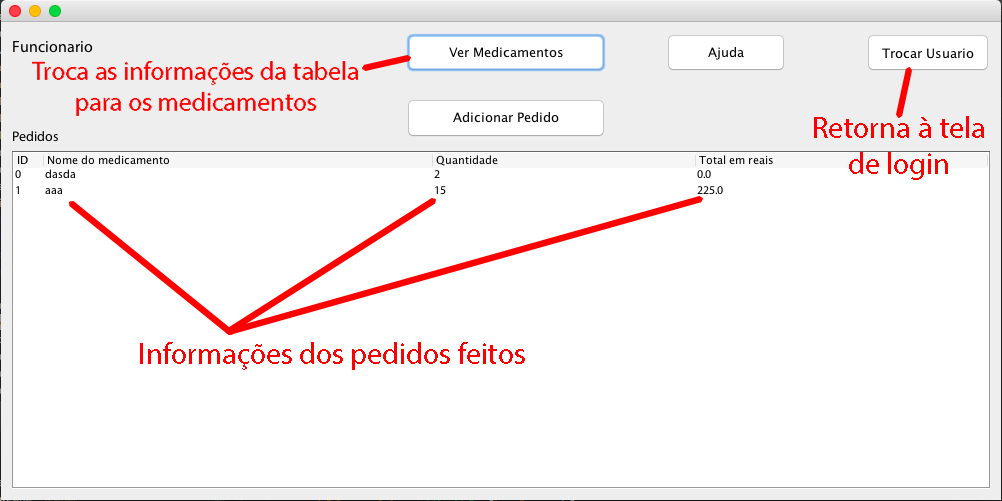 Funcionario
Ver Medicamentos
Ajuda
Trocar Usuario
Troca as informações da tabela
para os medicamentos
Adicionar Pedido
Retorna à tela
de login
Pedidos
ID Nome do medicamento Quantidade Total em reais
0 dasda 2 0.0
1 aaa 15 225.0
Informações dos pedidos feitos